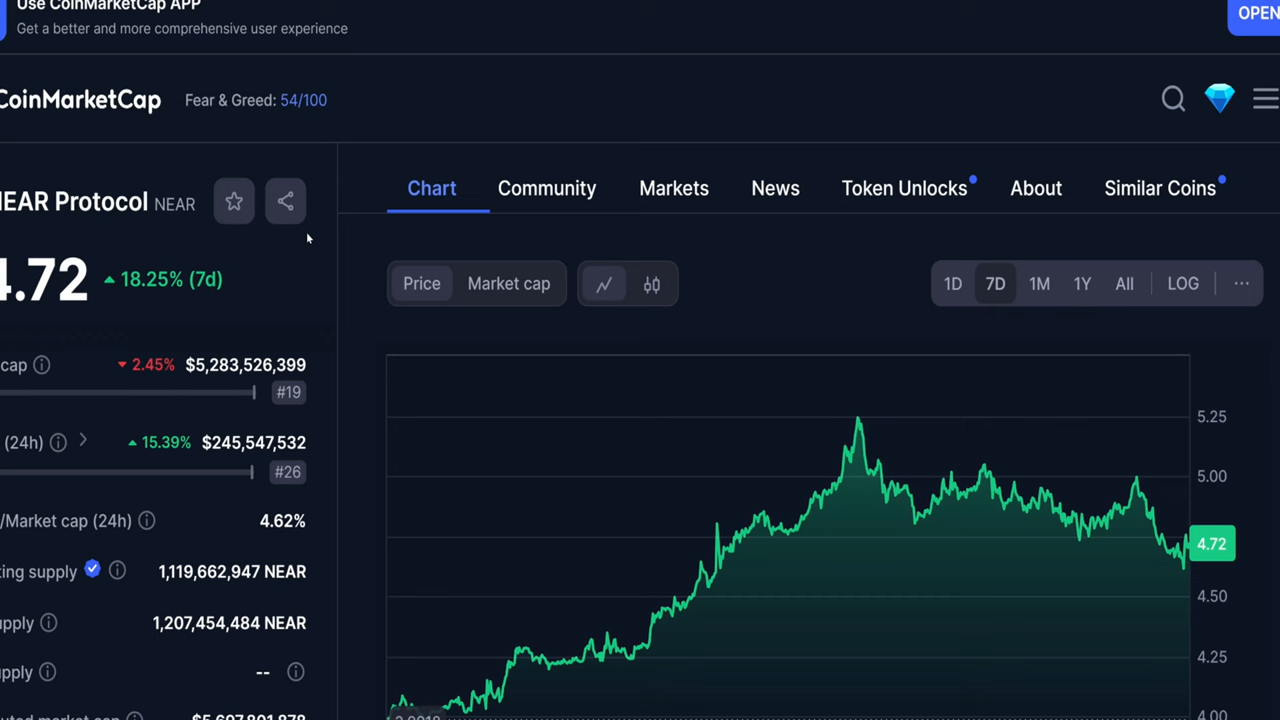 Use CoinMarketCap APP
Get a better and more comprehensive user experience
OPEN
CoinMarketCap
Fear & Greed: 54/100
NEAR Protocol NEAR
4.72
18.25% (7d)
cap
2.45% $5,283,526,399
#19
(24h)
15.39% $245,547,532
#26
/Market cap (24h)
4.62%
ting supply
1,119,662,947 NEAR
upply
1,207,454,484 NEAR
upply
--
Chart Community Markets News Token Unlocks About Similar Coins
Price Market cap
1D 7D 1M 1Y All LOG ...
5.25
5.00
4.72
4.50
4.25
4.00